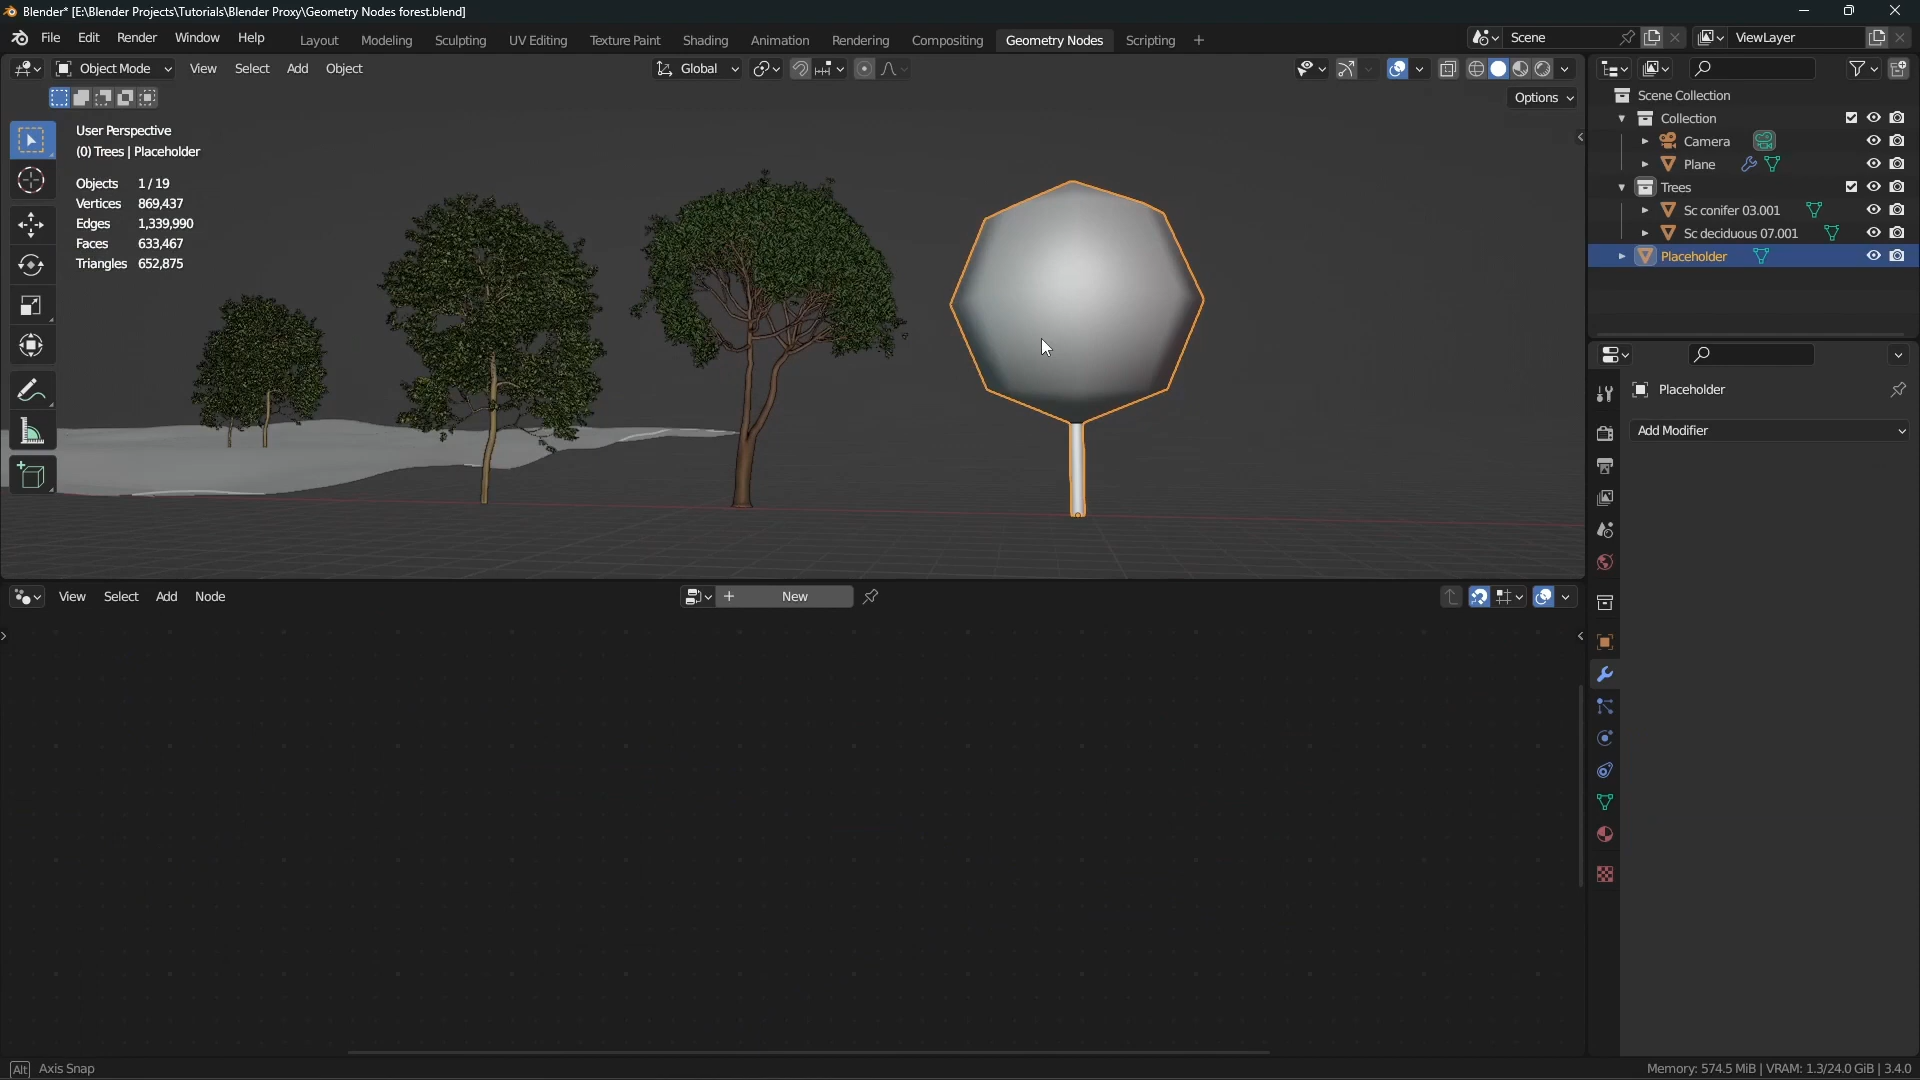 Blender* [E:\Blender Projects\Tutorials\Blender Proxy\Geometry Nodes forest.blend]
File Edit Render Window Help Layout Modeling Sculpting UV Editing Texture Paint Shading Animation Rendering Compositing Geometry Nodes Scripting + Scene ViewLayer
Object Mode View Select Add Object Global
Options
User Perspective
(0) Trees | Placeholder
Objects 1/19
Vertices 869,437
Edges 1,339,990
Faces 633,467
Triangles 652,875
Scene Collection
Collection
Camera
Plane
Trees
Sc conifer 03.001
Sc deciduous 07.001
Placeholder
Placeholder
Add Modifier
View Select Add Node + New
Alt Axis Snap
Memory: 574.5 MiB | VRAM: 1.3/24.0 GiB | 3.4.0